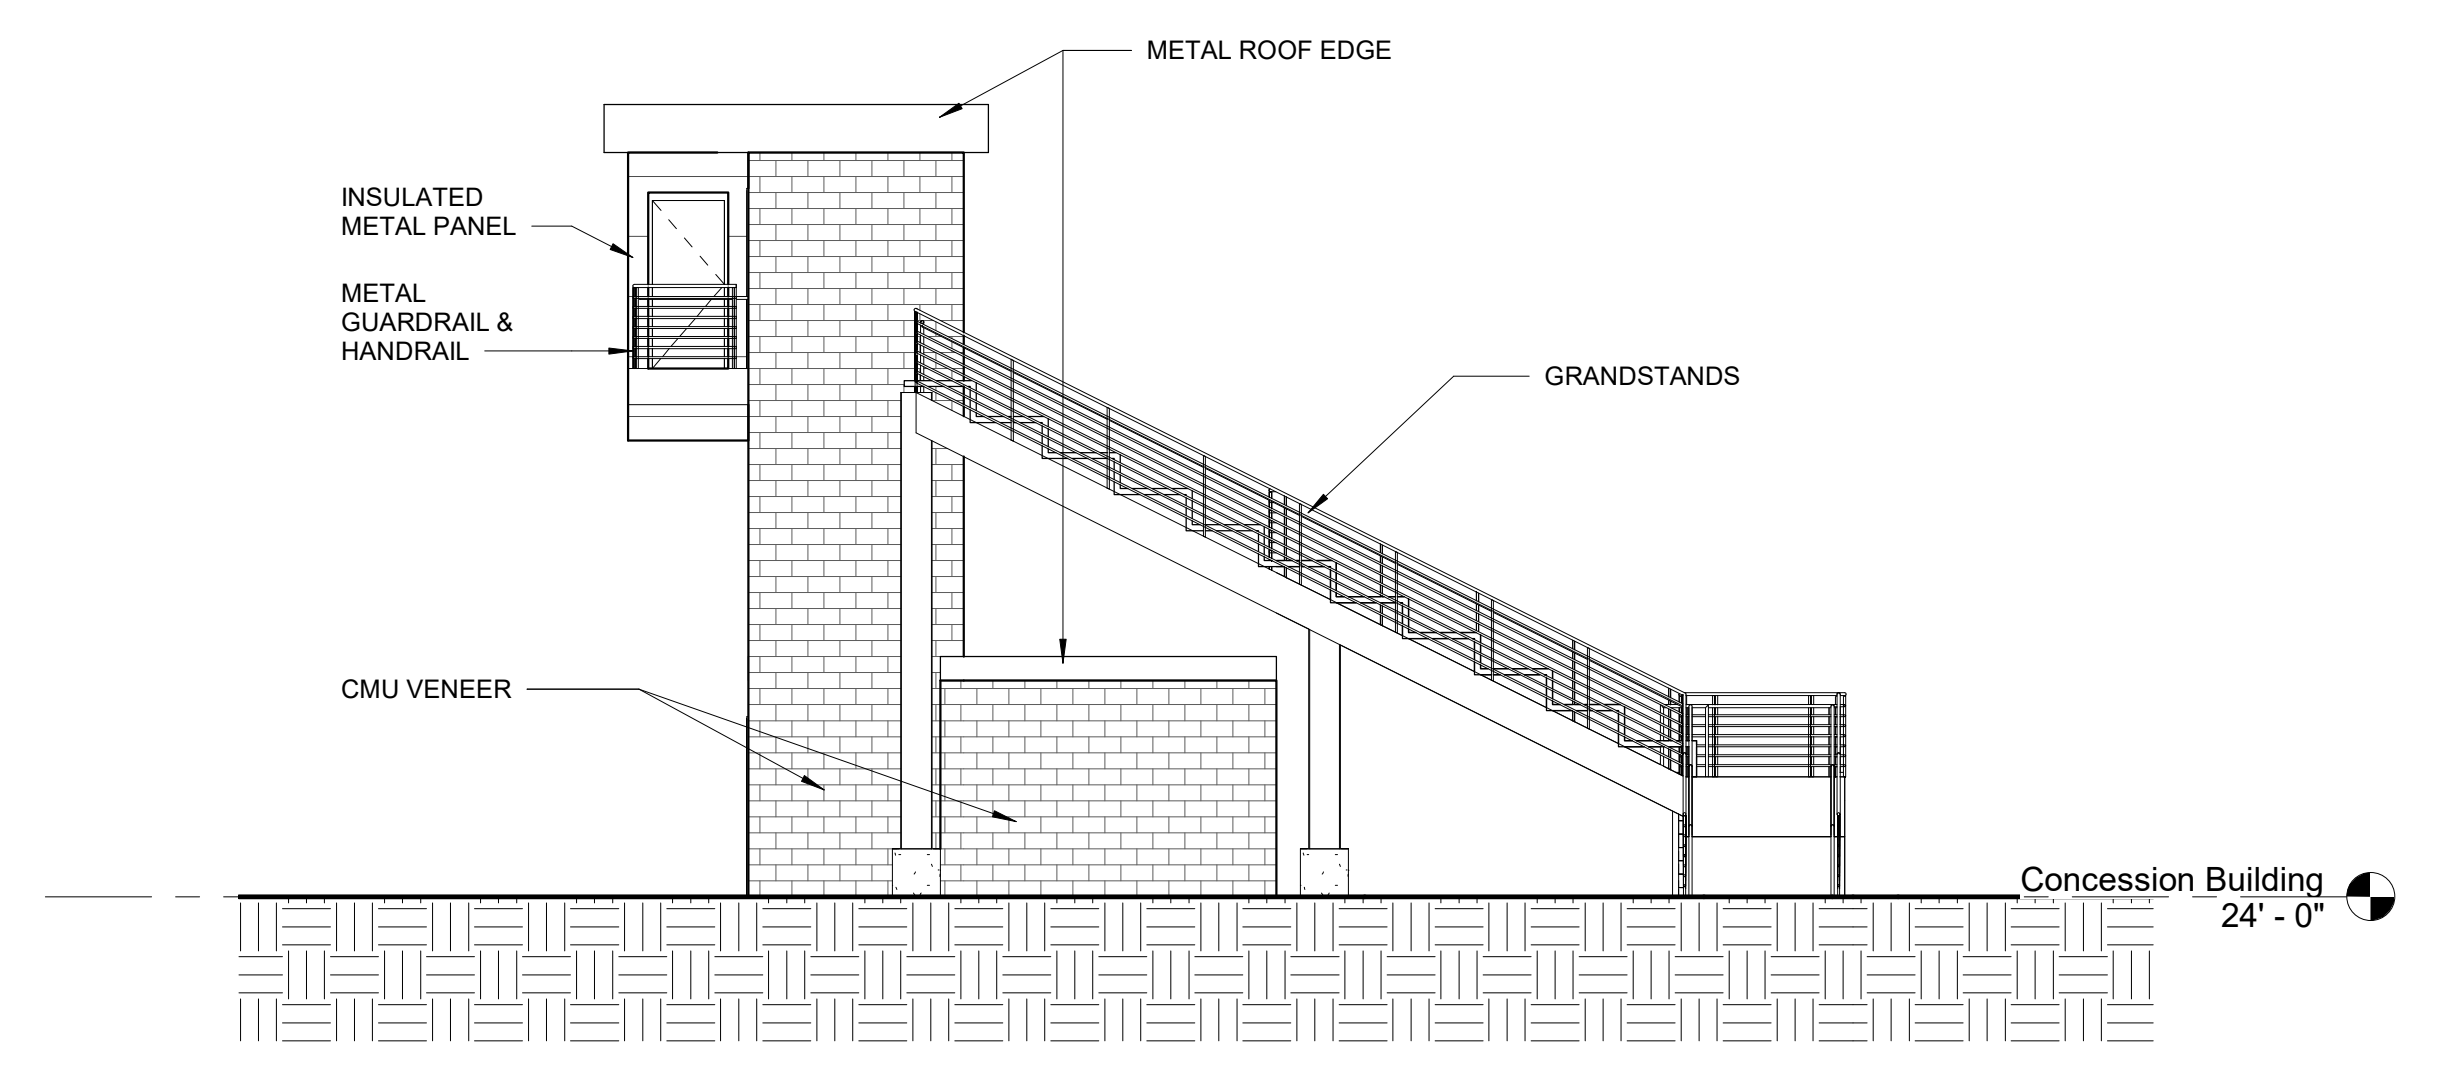 METAL ROOF EDGE
INSULATED
METAL PANEL
METAL
GUARDRAIL &
HANDRAIL
GRANDSTANDS
CMU VENEER
Concession Building
24' - 0"